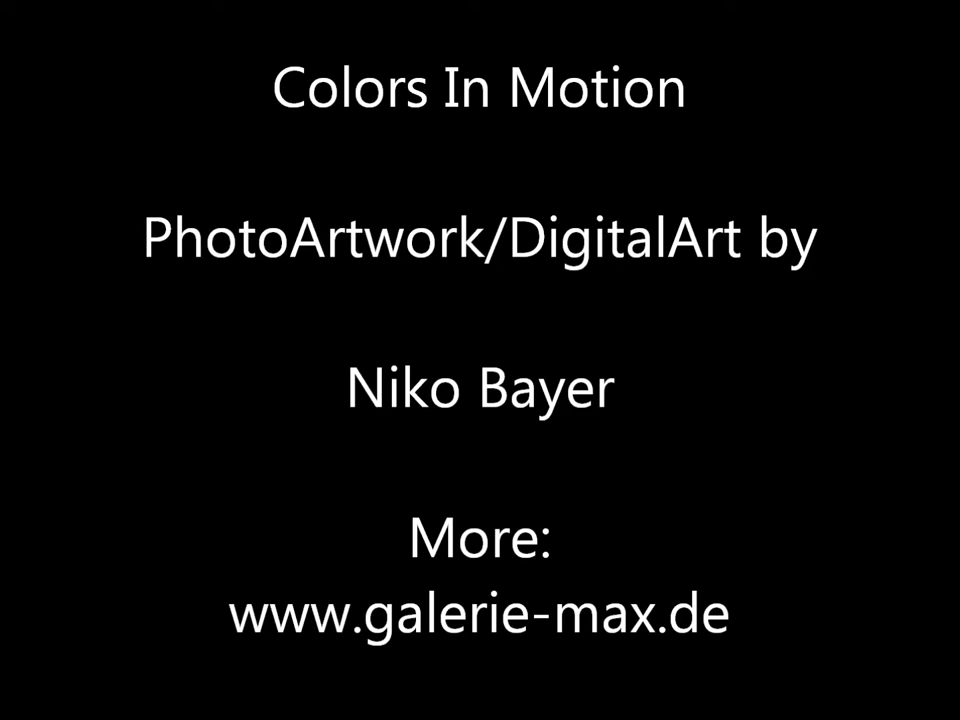 Colors In Motion
PhotoArtwork/DigitalArt by
Niko Bayer
More:
www.galerie-max.de